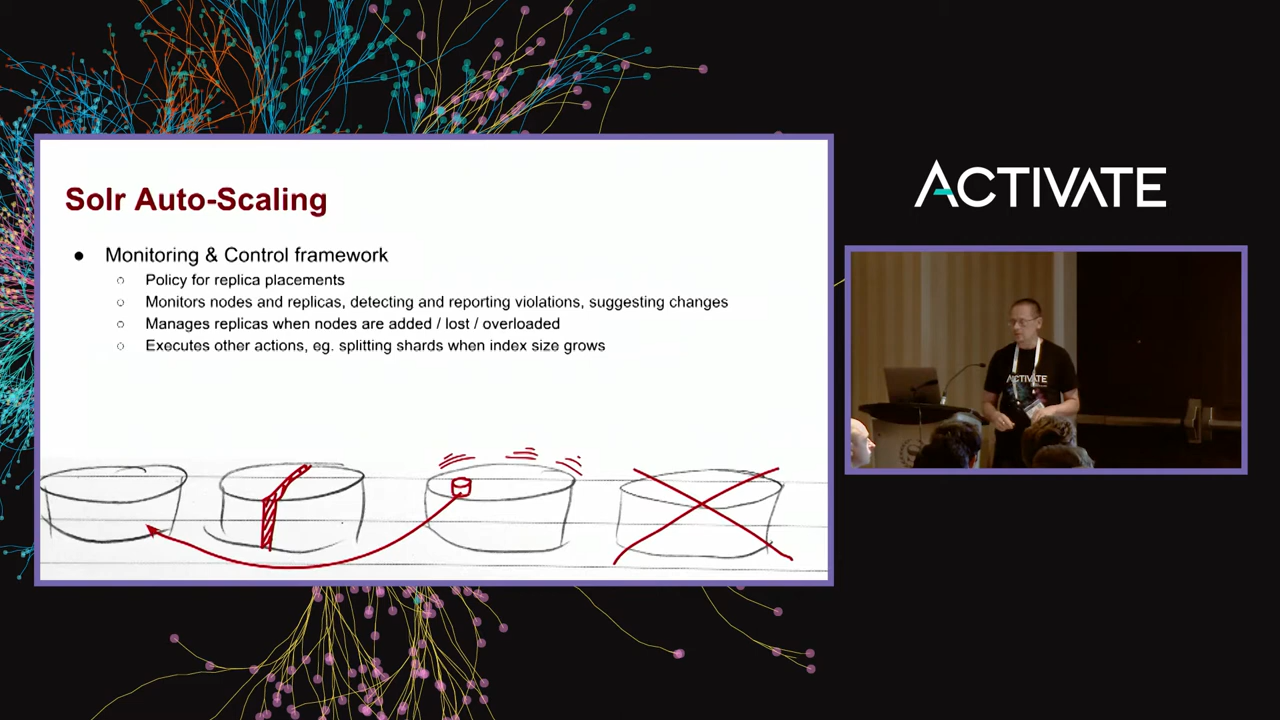 Solr Auto-Scaling
● Monitoring & Control framework
○ Policy for replica placements
○ Monitors nodes and replicas, detecting and reporting violations, suggesting changes
○ Manages replicas when nodes are added / lost / overloaded
○ Executes other actions, eg. splitting shards when index size grows
ACTIVATE
ACTIVATE